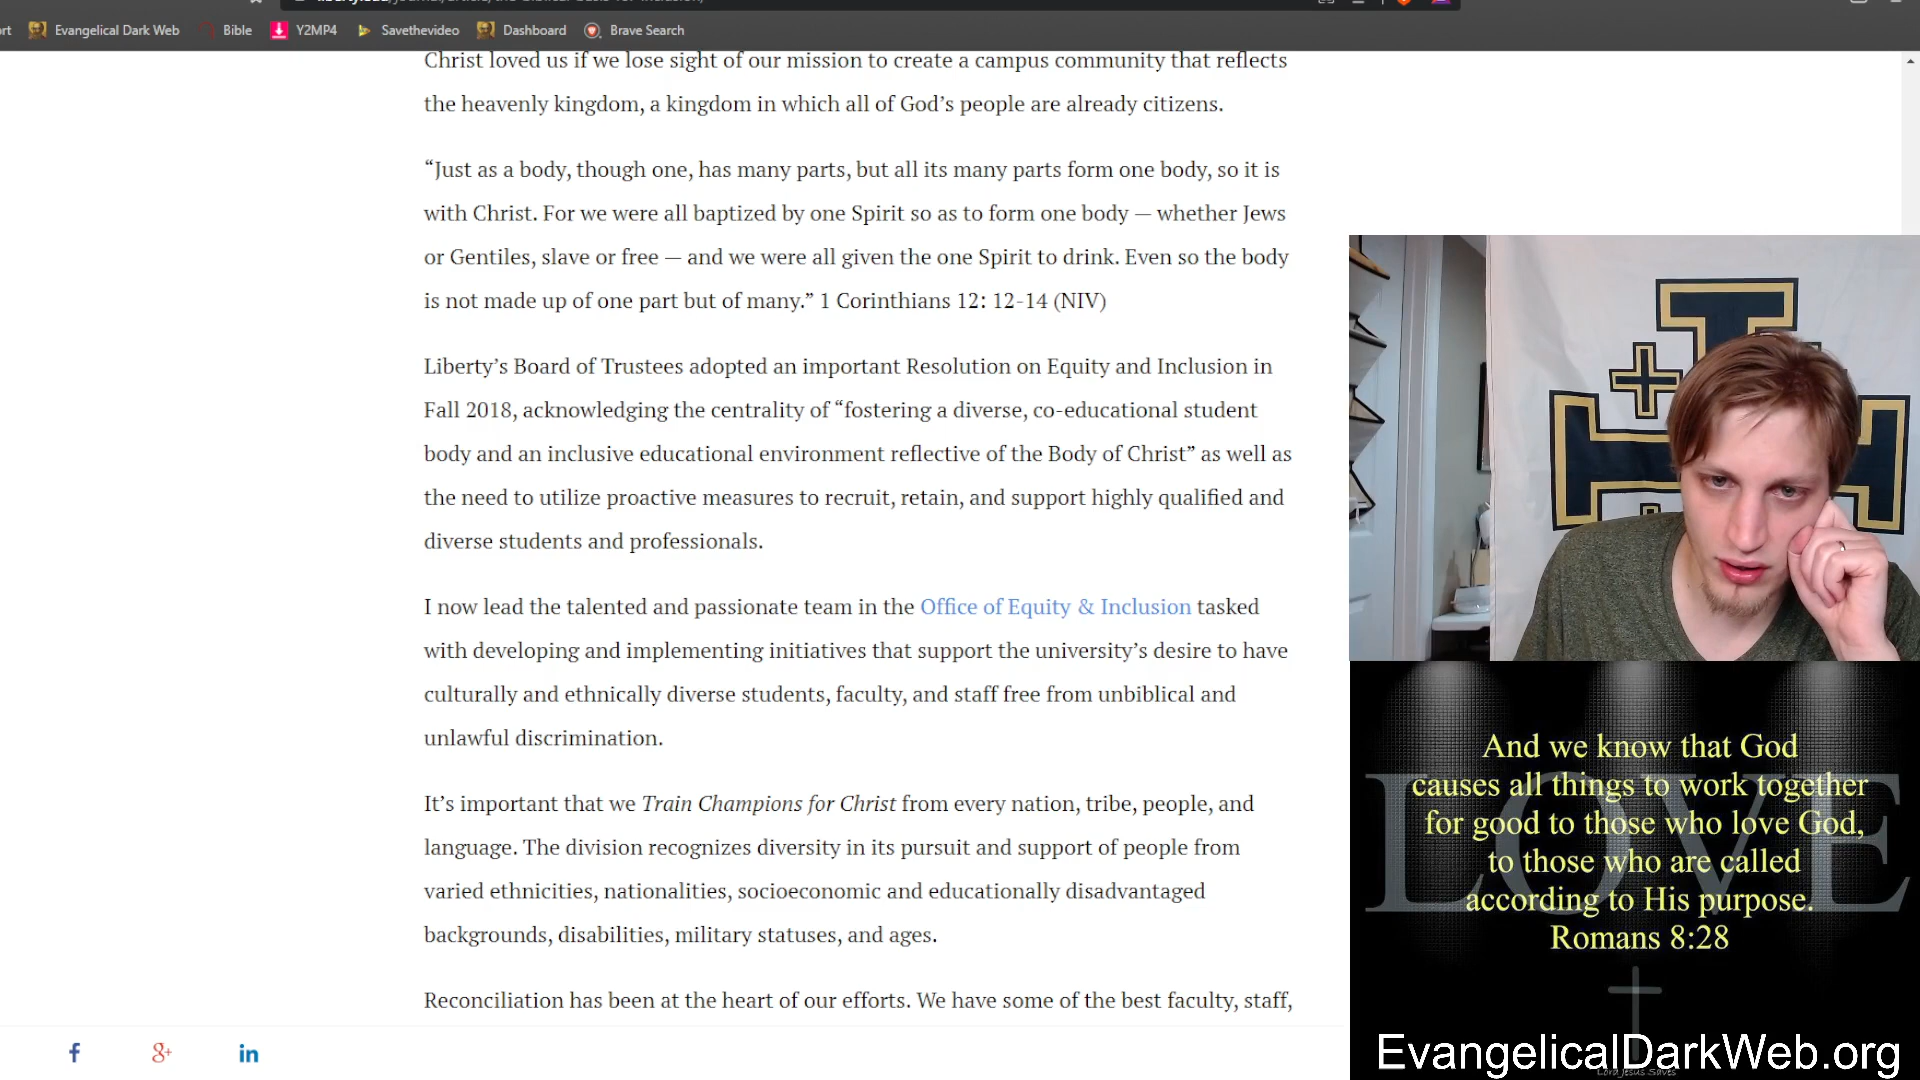 liberty.edu/journal/article/the-biblical-basis-for-inclusion/
rt Evangelical Dark Web Bible Y2MP4 Savethevideo Dashboard Brave Search
Christ loved us if we lose sight of our mission to create a campus community that reflects
the heavenly kingdom, a kingdom in which all of God’s people are already citizens.
“Just as a body, though one, has many parts, but all its many parts form one body, so it is
with Christ. For we were all baptized by one Spirit so as to form one body — whether Jews
or Gentiles, slave or free — and we were all given the one Spirit to drink. Even so the body
is not made up of one part but of many.” 1 Corinthians 12: 12-14 (NIV)
Liberty’s Board of Trustees adopted an important Resolution on Equity and Inclusion in
Fall 2018, acknowledging the centrality of “fostering a diverse, co-educational student
body and an inclusive educational environment reflective of the Body of Christ” as well as
the need to utilize proactive measures to recruit, retain, and support highly qualified and
diverse students and professionals.
I now lead the talented and passionate team in the Office of Equity & Inclusion tasked
with developing and implementing initiatives that support the university’s desire to have
culturally and ethnically diverse students, faculty, and staff free from unbiblical and
unlawful discrimination.
It’s important that we Train Champions for Christ from every nation, tribe, people, and
language. The division recognizes diversity in its pursuit and support of people from
varied ethnicities, nationalities, socioeconomic and educationally disadvantaged
backgrounds, disabilities, military statuses, and ages.
Reconciliation has been at the heart of our efforts. We have some of the best faculty, staff,
f g+ in
LOVE
And we know that God
causes all things to work together
for good to those who love God,
to those who are called
according to His purpose.
Romans 8:28
EvangelicalDarkWeb.org
Lord Jesus Saves